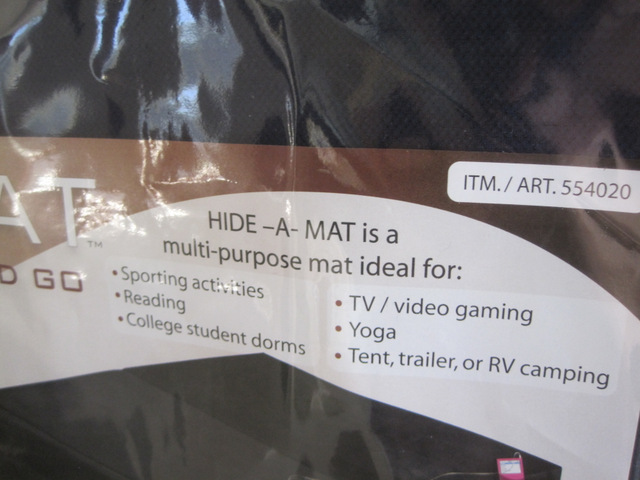 AT™
D GO
ITM. / ART. 554020
HIDE –A- MAT is a
multi-purpose mat ideal for:
• Sporting activities
• Reading
• College student dorms
• TV / video gaming
• Yoga
• Tent, trailer, or RV camping